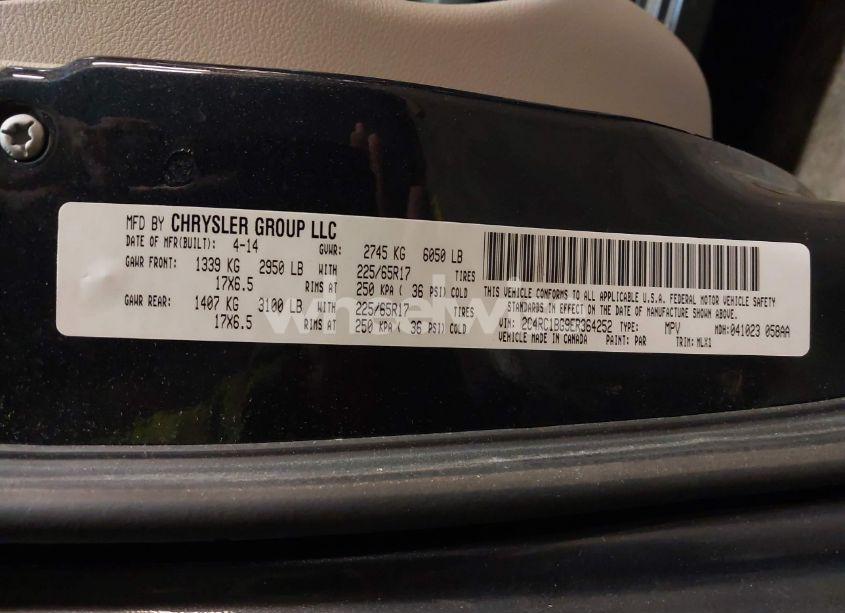 MFD BY CHRYSLER GROUP LLC
DATE OF MFR(BUILT): 4-14 GVWR: 2745 KG 6050 LB
GAWR FRONT: 1339 KG 2950 LB WITH 225/65R17 TIRES
17X6.5 RIMS AT 250 KPA( 36 PSI) COLD
GAWR REAR: 1407 KG 3100 LB WITH 225/65R17 TIRES
17X6.5 RIMS AT 250 KPA( 36 PSI) COLD
THIS VEHICLE CONFORMS TO ALL APPLICABLE U.S.A. FEDERAL MOTOR VEHICLE SAFETY
STANDARDS IN EFFECT ON THE DATE OF MANUFACTURE SHOWN ABOVE.
VIN: 2C4RC1BG9ER364252 TYPE: MPV MDH:041023 058AA
VEHICLE MADE IN CANADA PAINT: PAR TRIM: MLX1